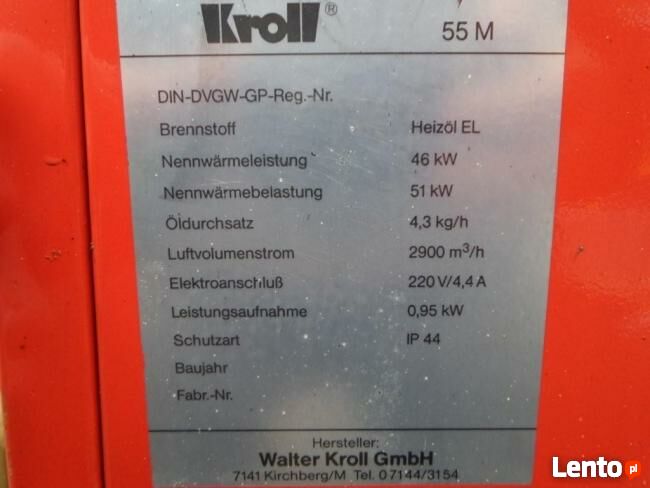 Kroll®
55 M
DIN-DVGW-GP-Reg.-Nr.
Brennstoff Heizöl EL
Nennwärmeleistung 46 kW
Nennwärmebelastung 51 kW
Öldurchsatz 4,3 kg/h
Luftvolumenstrom 2900 m³/h
Elektroanschluß 220 V/4,4 A
Leistungsaufnahme 0,95 kW
Schutzart IP 44
Baujahr
Fabr.-Nr.
Hersteller:
Walter Kroll GmbH
7141 Kirchberg/M Tel. 0 7144/3154
Lento.pl